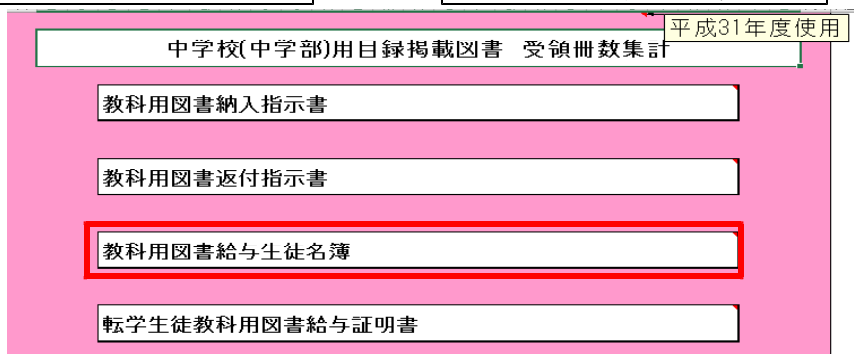 平成31年度使用
中学校(中学部)用目録掲載図書 受領冊数集計
教科用図書納入指示書
教科用図書返付指示書
教科用図書給与生徒名簿
転学生徒教科用図書給与証明書